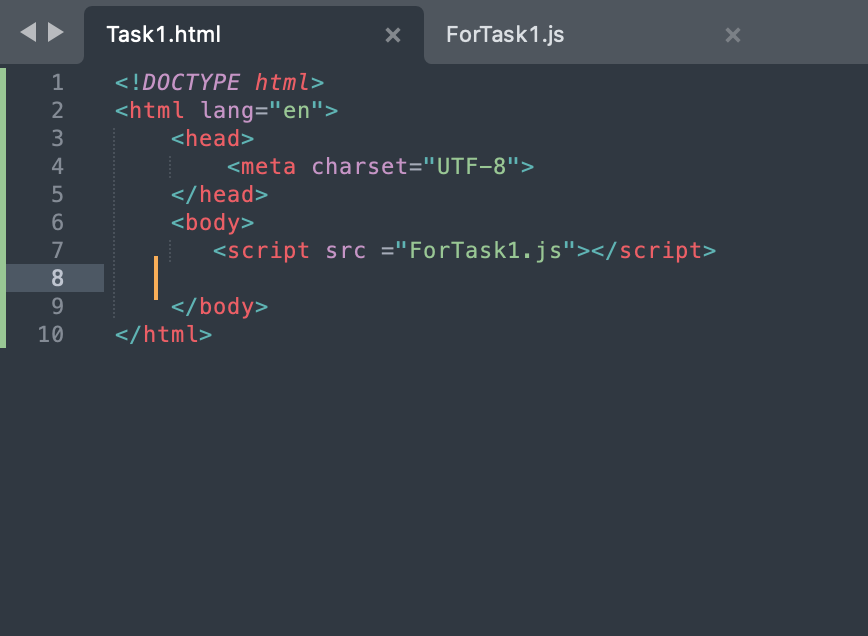 Task1.html ForTask1.js
1 <!DOCTYPE html>
2 <html lang="en">
3 <head>
4 <meta charset="UTF-8">
5 </head>
6 <body>
7 <script src ="ForTask1.js"></script>
8
9 </body>
10 </html>